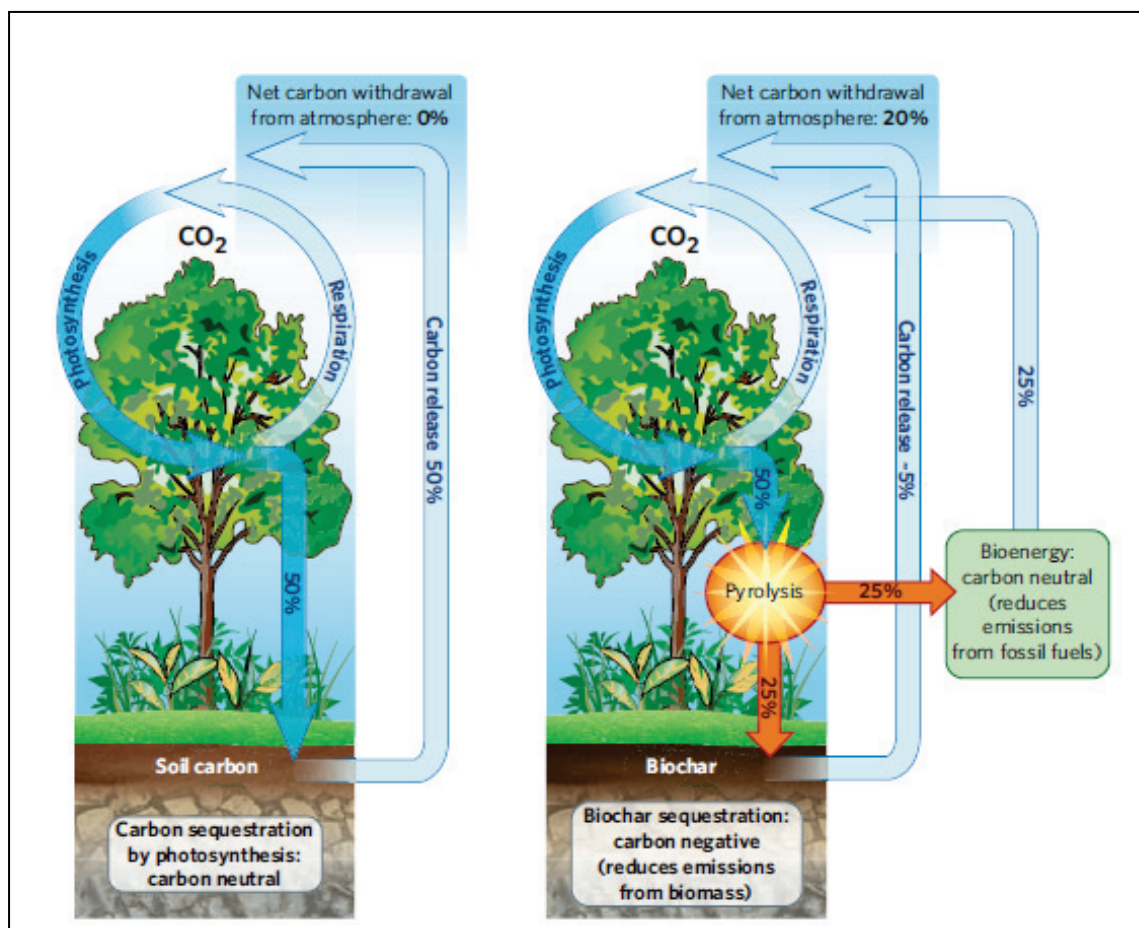 Net carbon withdrawal
from atmosphere: 0%
CO2
Photosynthesis
Respiration
Carbon release 50%
50%
Soil carbon
Carbon sequestration
by photosynthesis:
carbon neutral
Net carbon withdrawal
from atmosphere: 20%
CO2
Photosynthesis
Respiration
Carbon release ~5%
25%
50%
Pyrolysis
25%
Bioenergy:
carbon neutral
(reduces
emissions
from fossil fuels)
25%
Biochar
Biochar sequestration:
carbon negative
(reduces emissions
from biomass)